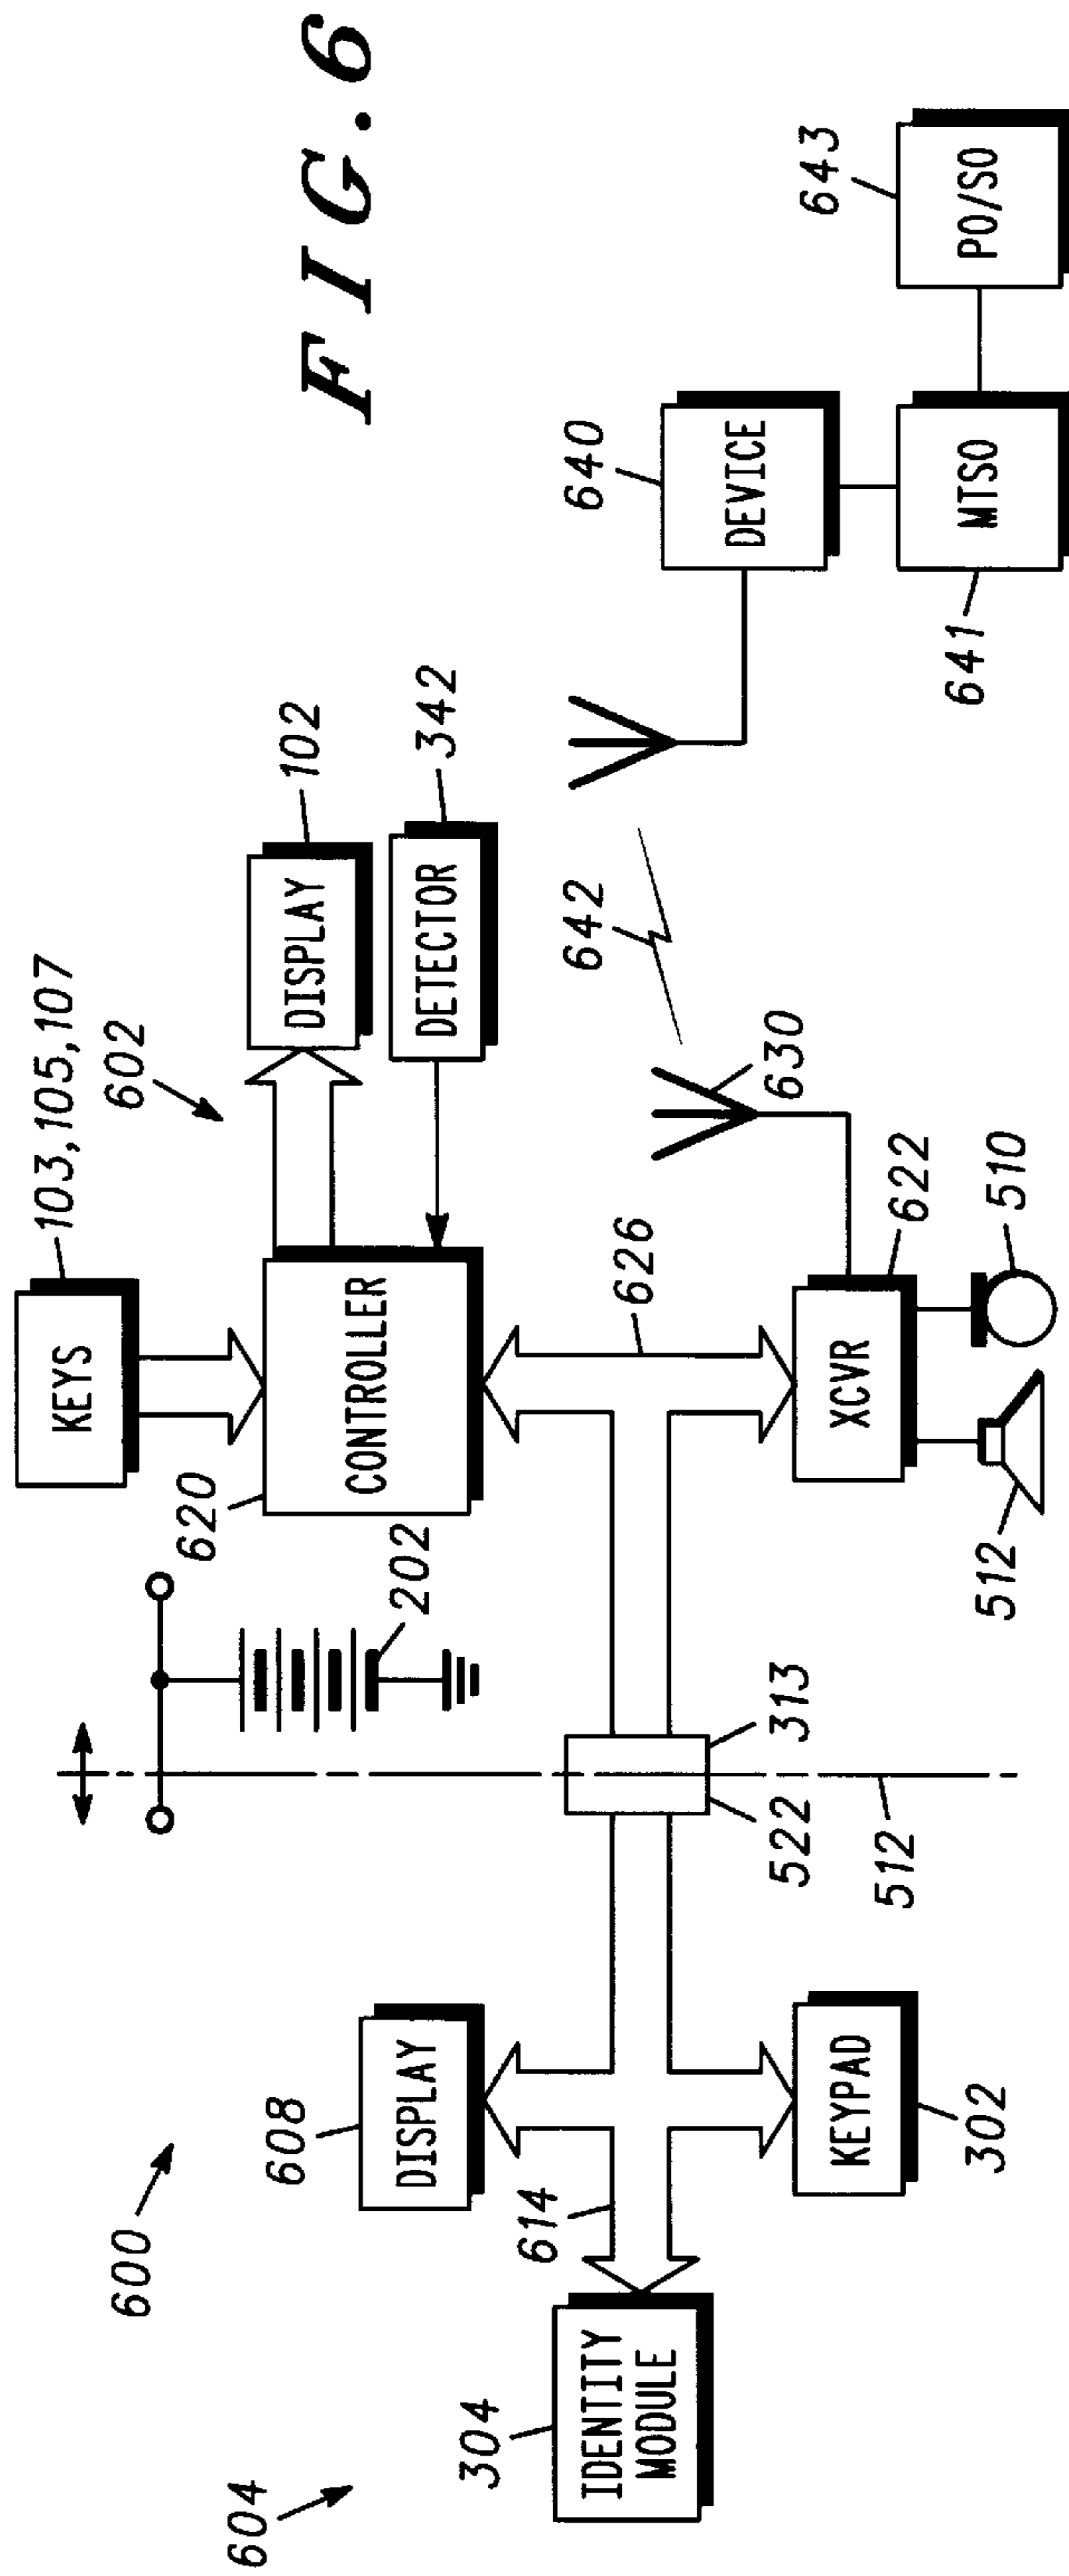 FIG.6
600
604
602
103,105,107
KEYS
620
CONTROLLER
DISPLAY
102
DETECTOR
342
202
608
DISPLAY
304
IDENTITY
MODULE
614
KEYPAD
302
313
522
512
626
XCVR
622
630
510
512
642
640
DEVICE
641
MTSO
643
PO/SO